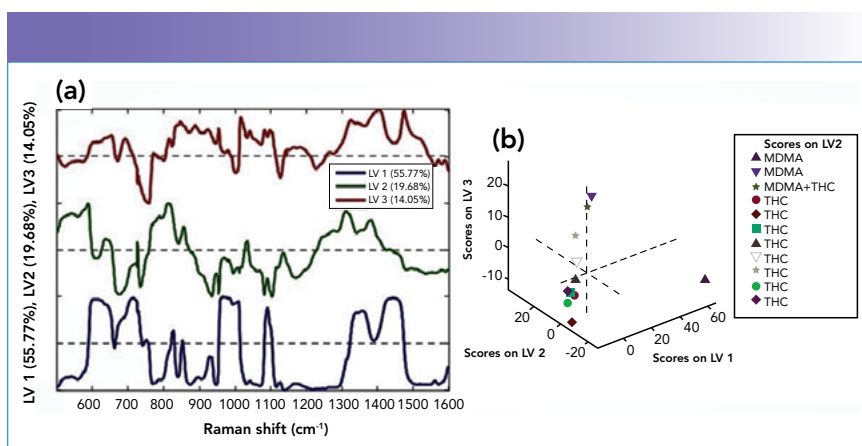 (a)
LV 1 (55.77%), LV2 (19.68%), LV3 (14.05%)
LV 1 (55.77%)
LV 2 (19.68%)
LV 3 (14.05%)
600 700 800 900 1000 1100 1200 1300 1400 1500 1600
Raman shift (cm⁻¹)
(b)
Scores on LV 3
20
10
0
-10
20
0
-20
Scores on LV 2
0
20
40
60
Scores on LV 1
Scores on LV2
MDMA
MDMA
MDMA+THC
THC
THC
THC
THC
THC
THC
THC
THC